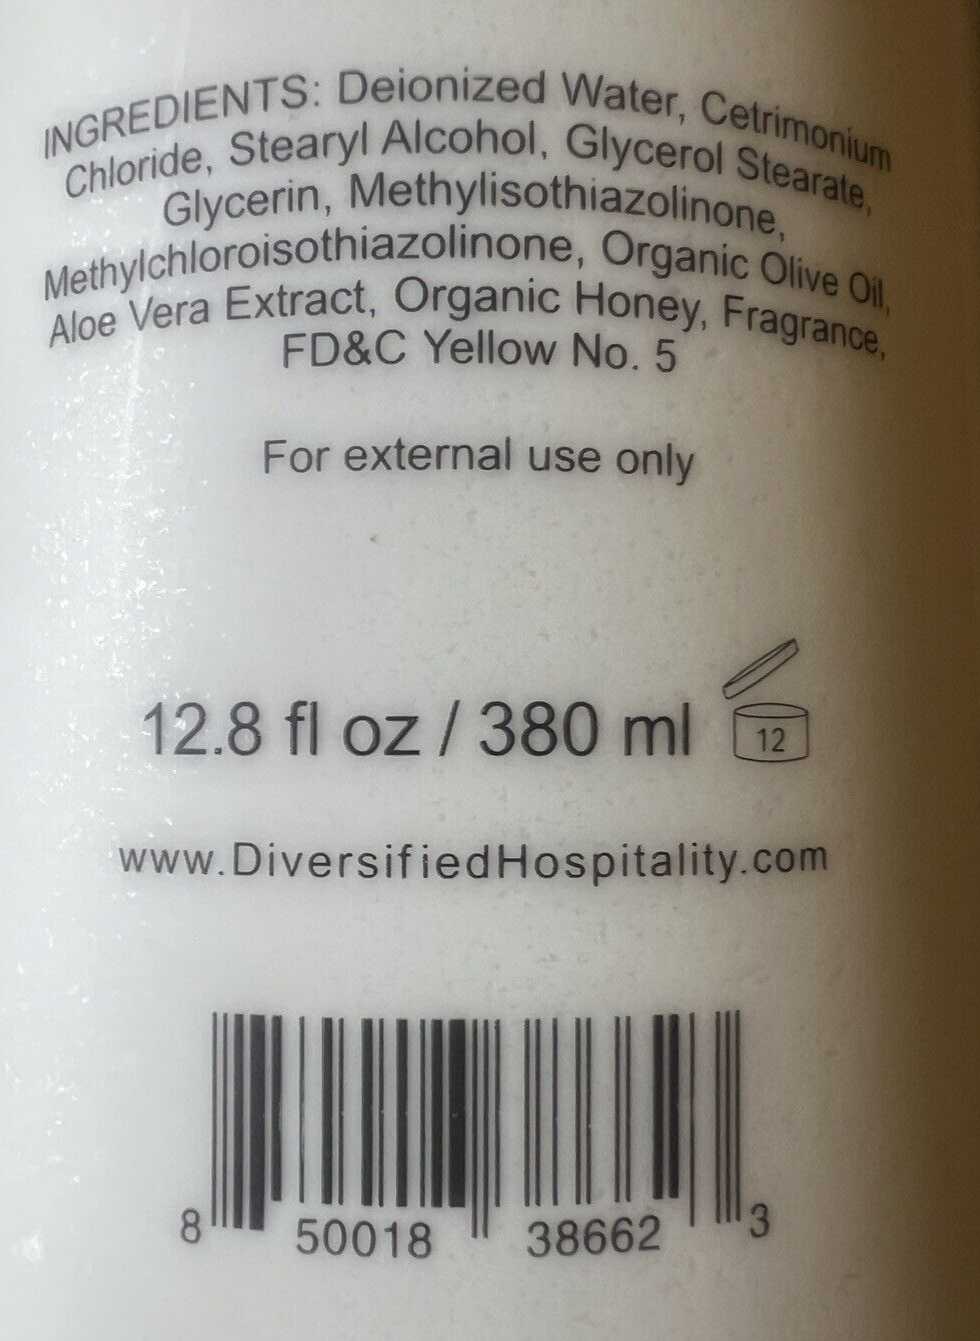 INGREDIENTS: Deionized Water, Cetrimonium
Chloride, Stearyl Alcohol, Glycerol Stearate,
Glycerin, Methylisothiazolinone,
Methylchloroisothiazolinone, Organic Olive Oil,
Aloe Vera Extract, Organic Honey, Fragrance,
FD&C Yellow No. 5
For external use only
12.8 fl oz / 380 ml 12
www.DiversifiedHospitality.com
8 50018 38662 3